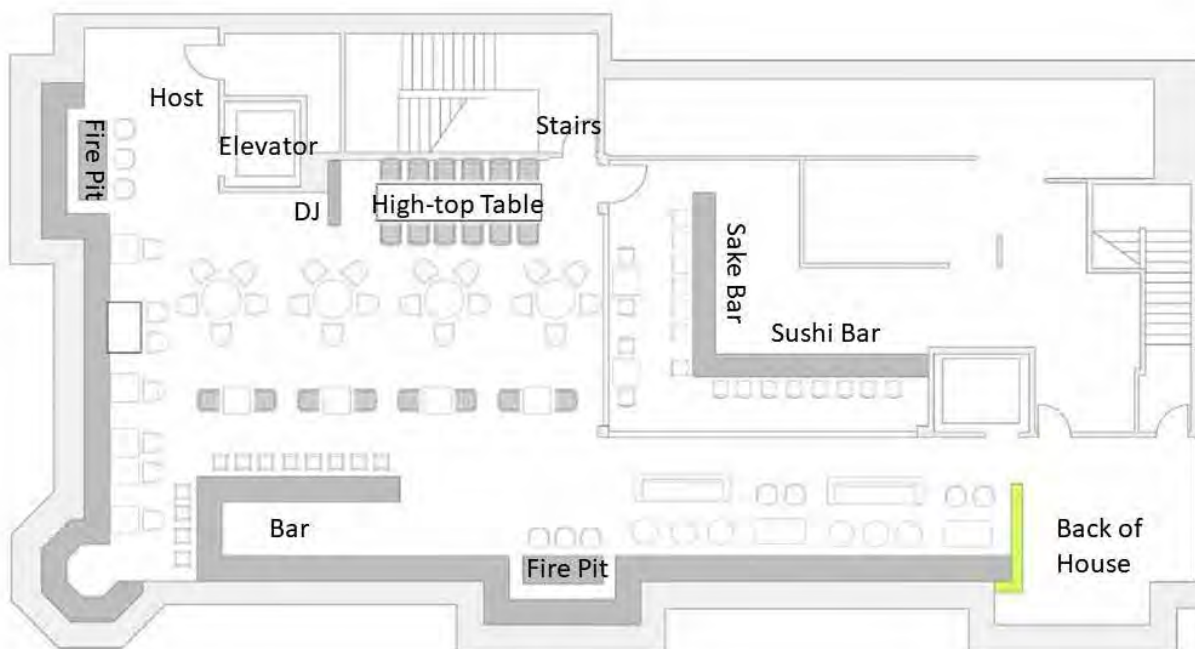 Host
Fire Pit
Elevator
Stairs
DJ
High-top Table
Sake Bar
Sushi Bar
Bar
Fire Pit
Back of
House